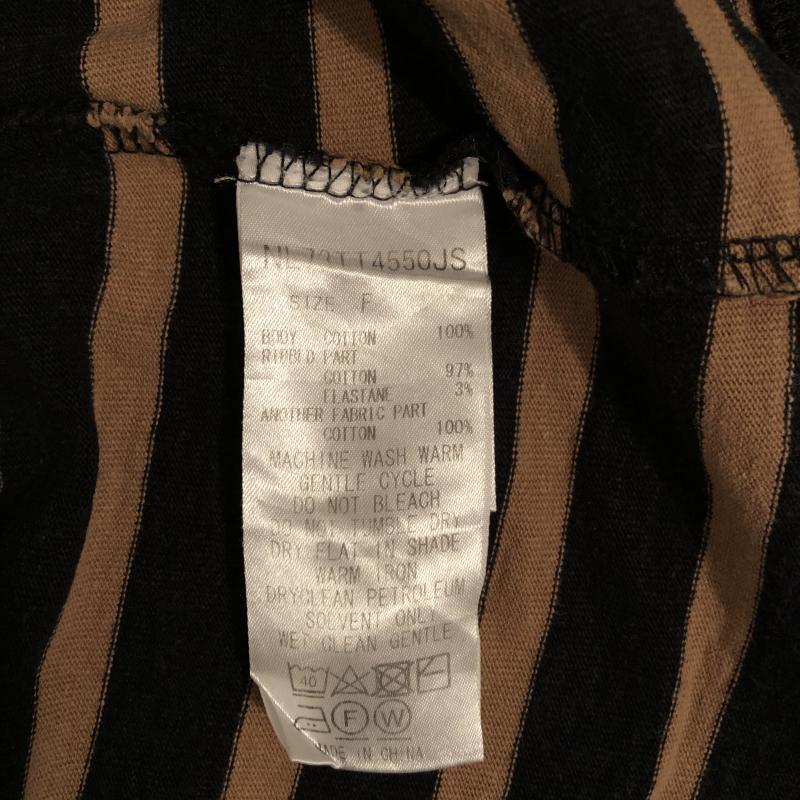 SIZE F
BODY COTTON 100%
RIBBED PART
COTTON 97%
ELASTANE 3%
ANOTHER FABRIC PART
COTTON 100%
MACHINE WASH WARM
GENTLE CYCLE
DO NOT BLEACH
DO NOT TUMBLE DRY
DRY FLAT IN SHADE
WARM IRON
DRYCLEAN PETROLEUM
SOLVENT ONLY
WET CLEAN GENTLE
40
F W
MADE IN CHINA